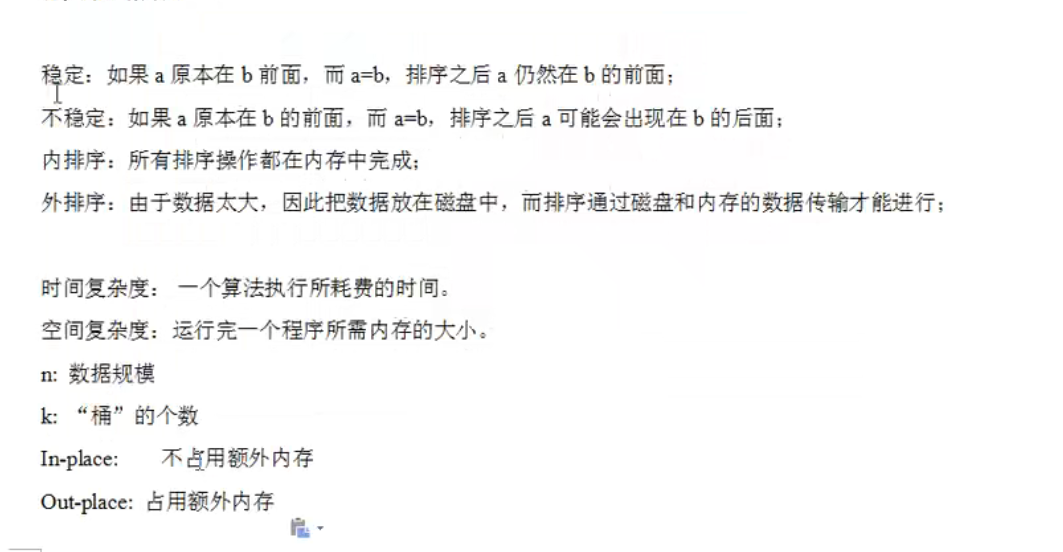 稳定：如果 a 原本在 b 前面，而 a=b，排序之后 a 仍然在 b 的前面；
不稳定：如果 a 原本在 b 的前面，而 a=b，排序之后 a 可能会出现在 b 的后面；
内排序：所有排序操作都在内存中完成；
外排序：由于数据太大，因此把数据放在磁盘中，而排序通过磁盘和内存的数据传输才能进行；
时间复杂度： 一个算法执行所耗费的时间。
空间复杂度：运行完一个程序所需内存的大小。
n: 数据规模
k: “桶”的个数
In-place: 不占用额外内存
Out-place: 占用额外内存